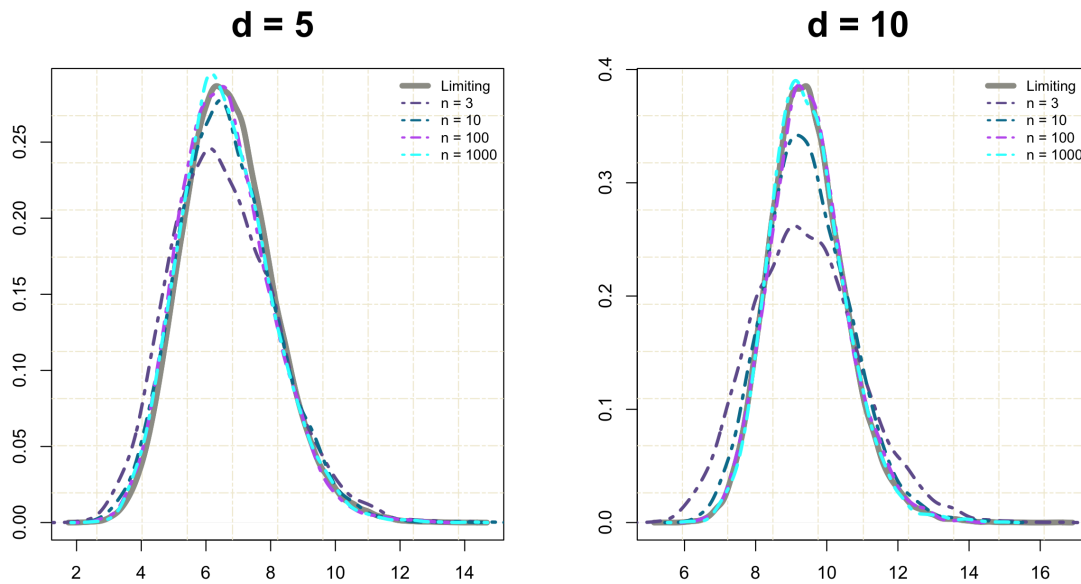 d = 5
0.00 0.05 0.10 0.15 0.20 0.25
2 4 6 8 10 12 14
Limiting
n = 3
n = 10
n = 100
n = 1000
d = 10
0.0 0.1 0.2 0.3 0.4
6 8 10 12 14 16
Limiting
n = 3
n = 10
n = 100
n = 1000